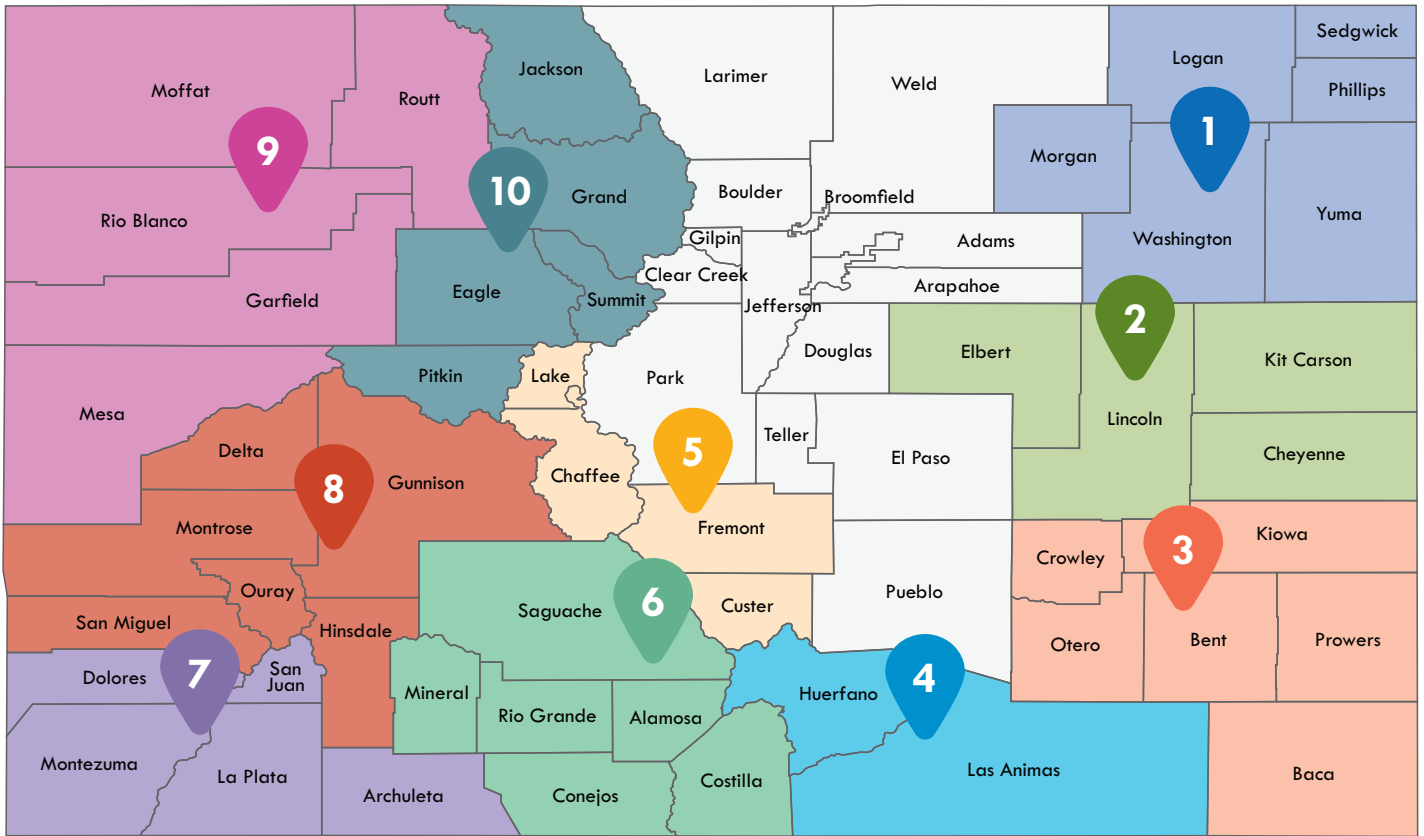 Sedgwick
Logan
Jackson
Larimer
Weld
Moffat
Routt
Phillips
9
1
Morgan
10
Grand
Boulder
Broomfield
Rio Blanco
Yuma
Gilpin
Washington
Adams
Clear Creek
Eagle
Summit
Arapahoe
Garfield
Jefferson
2
Elbert
Kit Carson
Douglas
Pitkin
Lake
Park
Mesa
Lincoln
Teller
Delta
5
Cheyenne
El Paso
Chaffee
8
Gunnison
Montrose
Fremont
Kiowa
3
Crowley
Ouray
Pueblo
6
Saguache
Custer
San Miguel
Hinsdale
Otero
Bent
Prowers
7
Dolores
San
Juan
4
Mineral
Huerfano
Rio Grande
Alamosa
Montezuma
La Plata
Las Animas
Baca
Costilla
Archuleta
Conejos